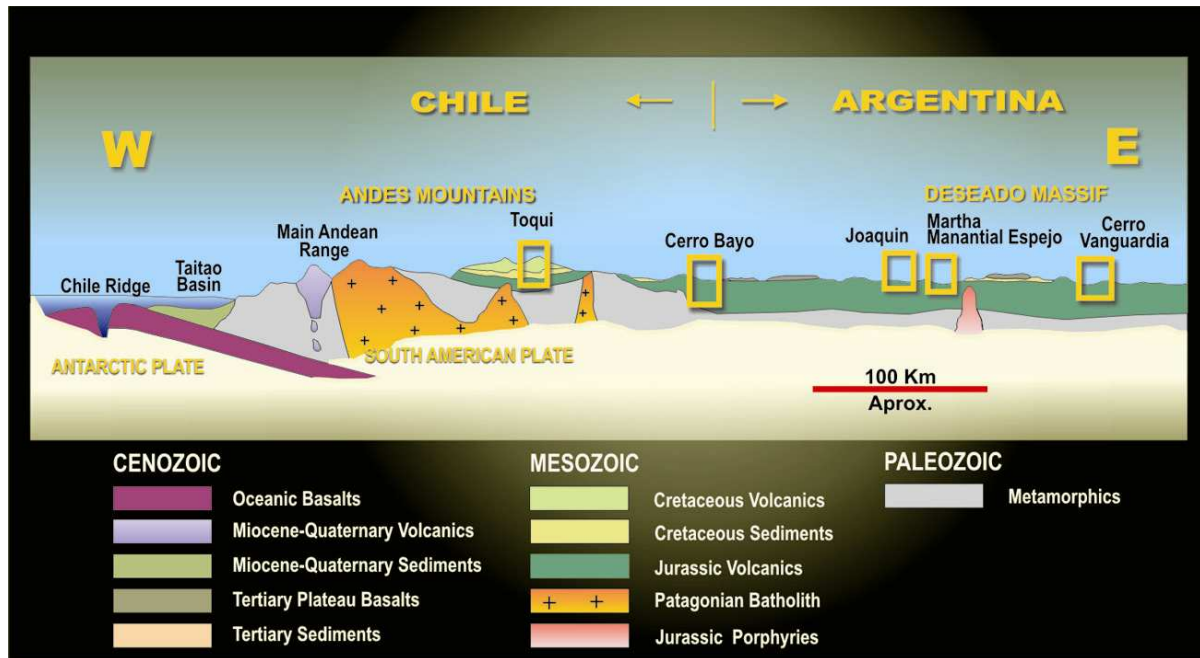 CHILE
ARGENTINA
W
E
ANDES MOUNTAINS
DESEADO MASSIF
Toqui
Martha
Manantial Espejo
Cerro
Vanguardia
Main Andean
Range
Cerro Bayo
Joaquin
Taitao
Basin
Chile Ridge
ANTARCTIC PLATE
SOUTH AMERICAN PLATE
100 Km
Aprox.
CENOZOIC
Oceanic Basalts
Miocene-Quaternary Volcanics
Miocene-Quaternary Sediments
Tertiary Plateau Basalts
Tertiary Sediments
MESOZOIC
Cretaceous Volcanics
Cretaceous Sediments
Jurassic Volcanics
Patagonian Batholith
Jurassic Porphyries
PALEOZOIC
Metamorphics